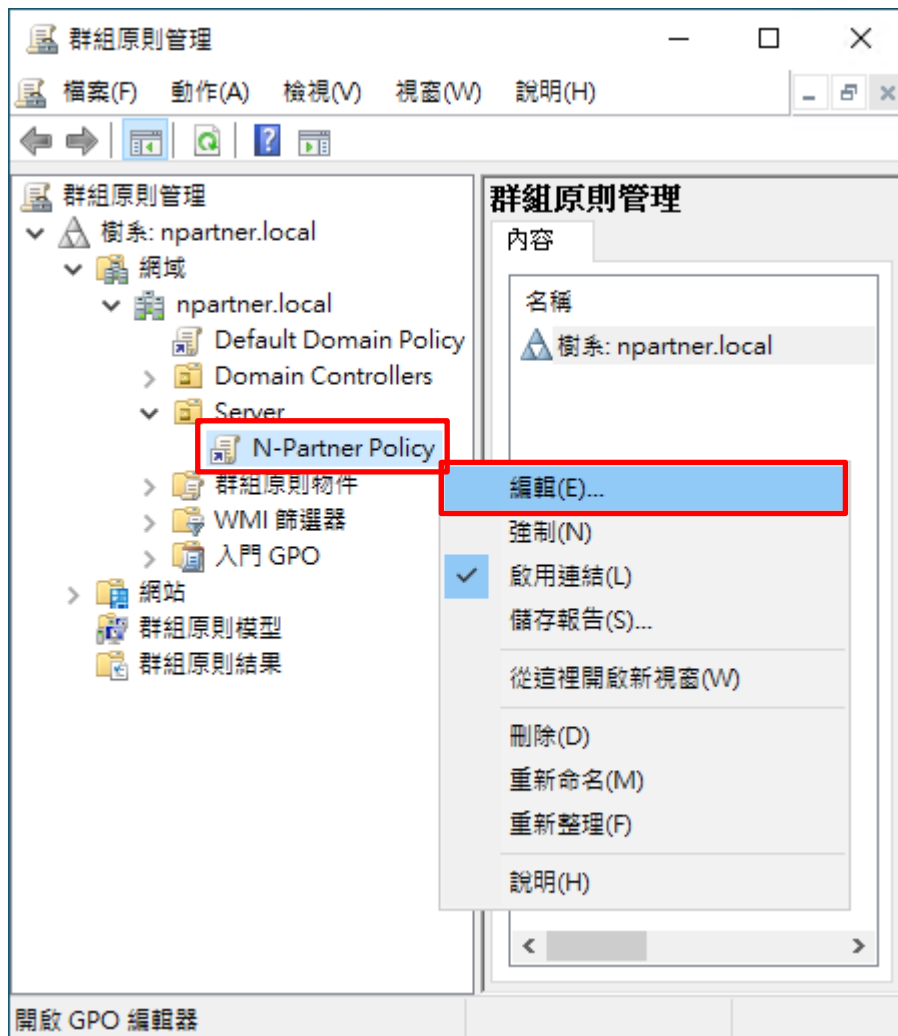 群組原則管理
檔案(F) 動作(A) 檢視(V) 視窗(W) 說明(H)
群組原則管理
樹系: npartner.local
網域
npartner.local
Default Domain Policy
Domain Controllers
Server
N-Partner Policy
群組原則物件
WMI 篩選器
入門 GPO
網站
群組原則模型
群組原則結果
群組原則管理
內容
名稱
樹系: npartner.local
編輯(E)...
強制(N)
啟用連結(L)
儲存報告(S)...
從這裡開啟新視窗(W)
刪除(D)
重新命名(M)
重新整理(F)
說明(H)
開啟 GPO 編輯器